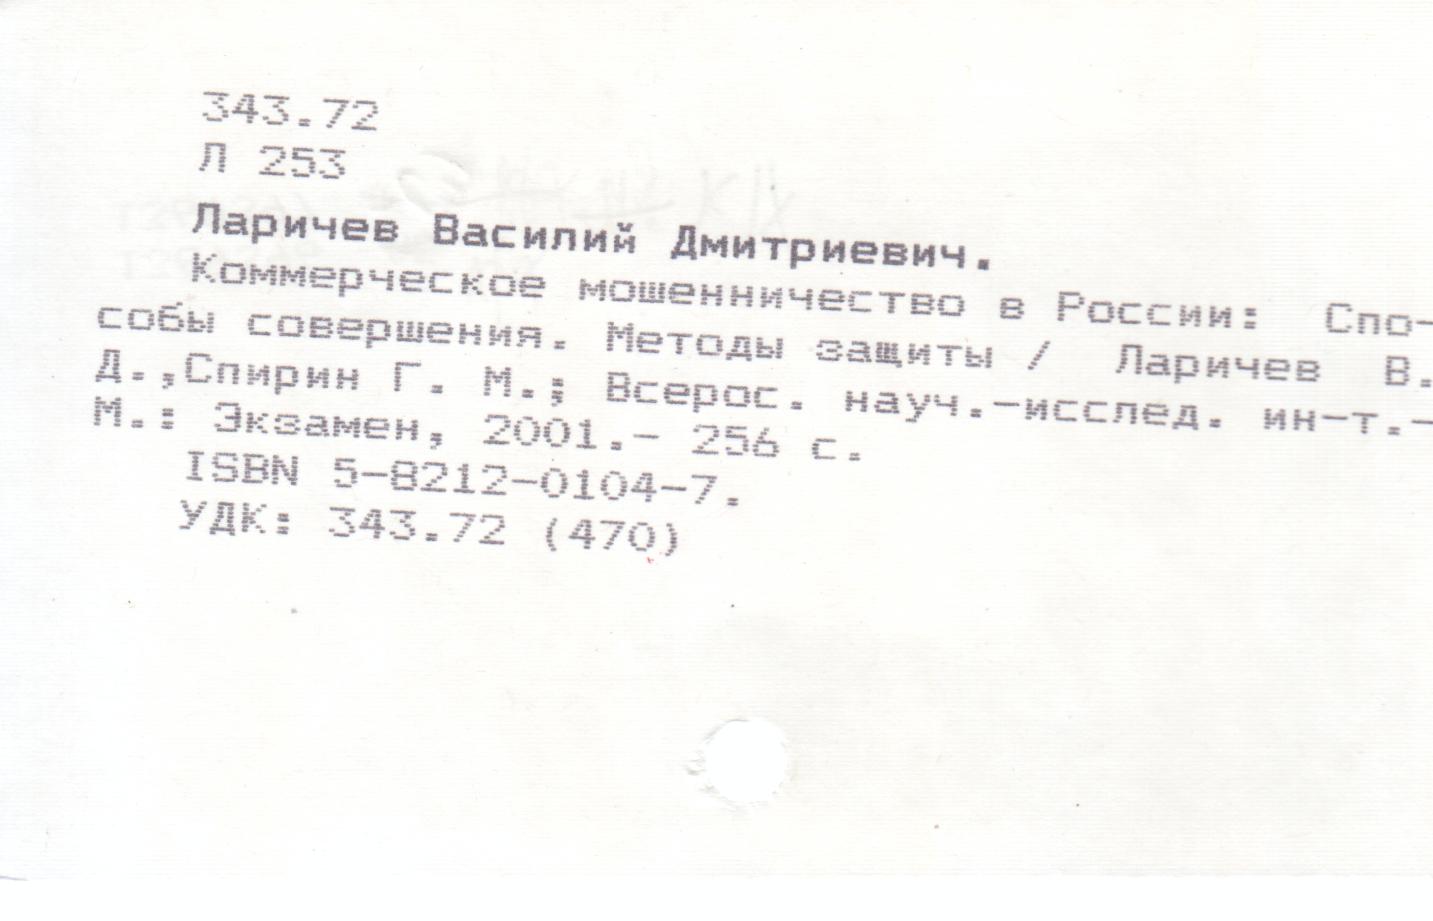 343.72
Л 253
Ларичев Василий Дмитриевич.
Коммерческое мошенничество в России: Спо-
собы совершения. Методы защиты / Ларичев В.
Д.,Спирин Г. М.; Всерос. науч.-исслед. ин-т.-
М.: Экзамен, 2001.- 256 с.
ISBN 5-8212-0104-7.
УДК: 343.72 (470)